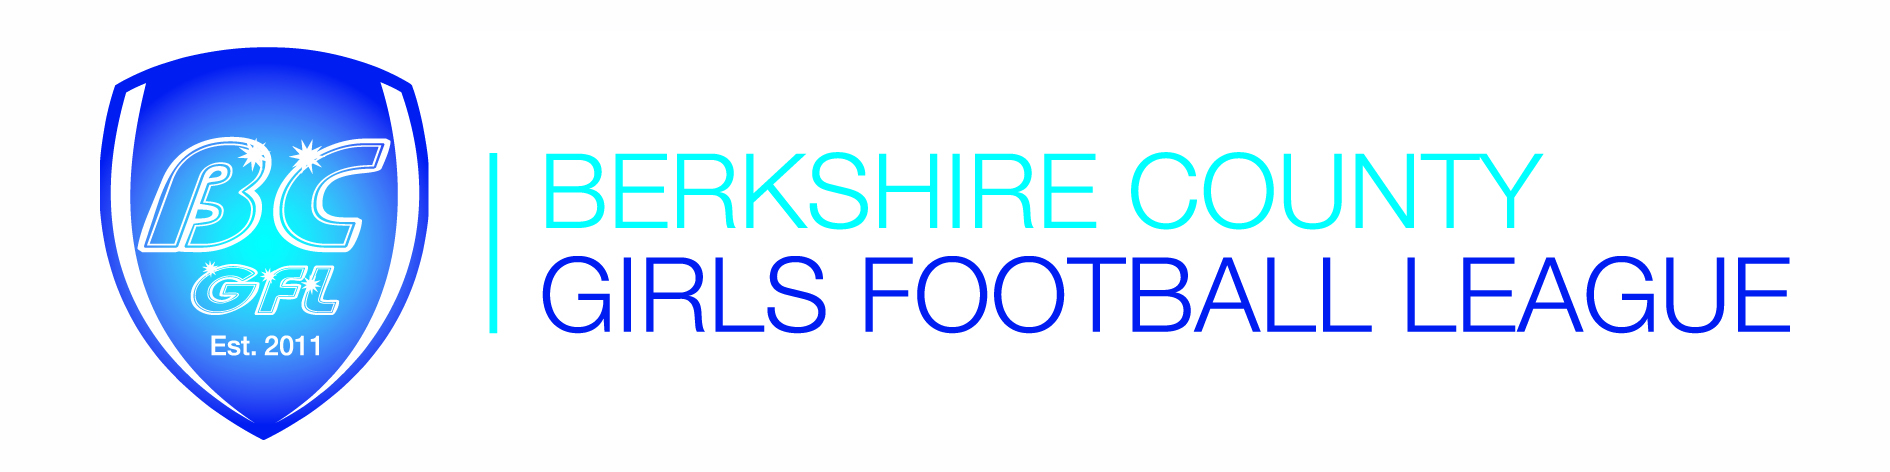 BC
GFL
Est. 2011
BERKSHIRE COUNTY
GIRLS FOOTBALL LEAGUE